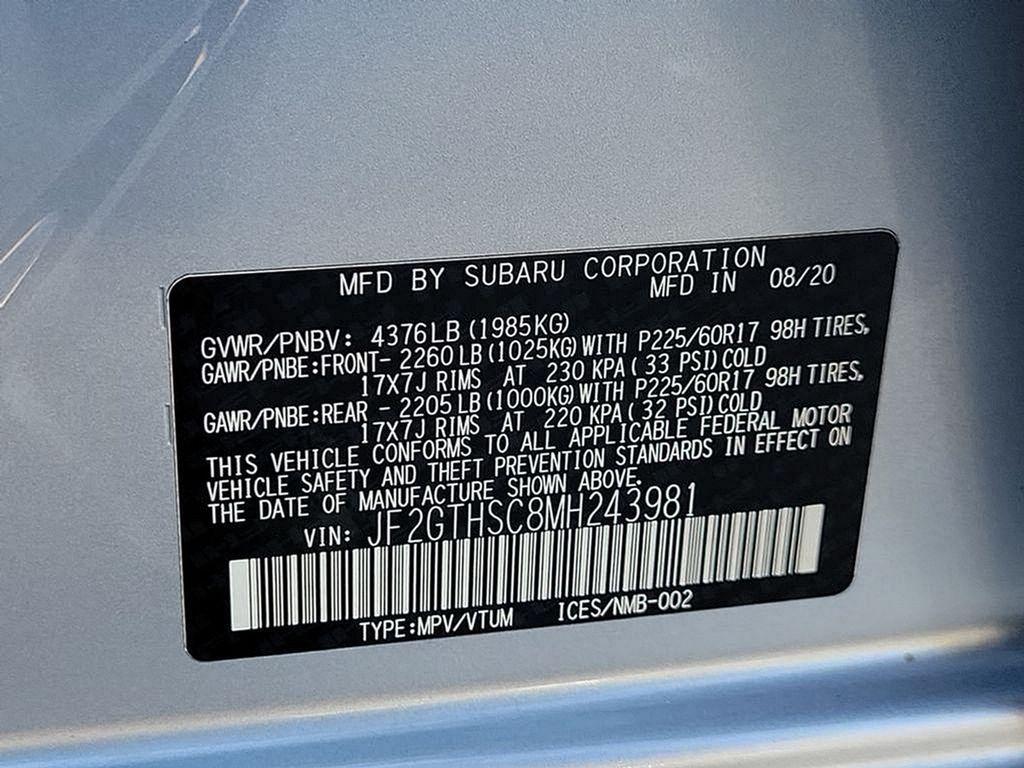 MFD BY SUBARU CORPORATION
MFD IN 08/20
GVWR/PNBV: 4376LB (1985KG)
GAWR/PNBE:FRONT- 2260LB (1025KG) WITH P225/60R17 98H TIRES,
17X7J RIMS AT 230 KPA( 33 PSI) COLD
GAWR/PNBE:REAR - 2205LB (1000KG) WITH P225/60R17 98H TIRES,
17X7J RIMS AT 220 KPA( 32 PSI) COLD
THIS VEHICLE CONFORMS TO ALL APPLICABLE FEDERAL MOTOR
VEHICLE SAFETY AND THEFT PREVENTION STANDARDS IN EFFECT ON
THE DATE OF MANUFACTURE SHOWN ABOVE.
VIN: JF2GTHSC8MH243981
TYPE:MPV/VTUM ICES/NMB-002